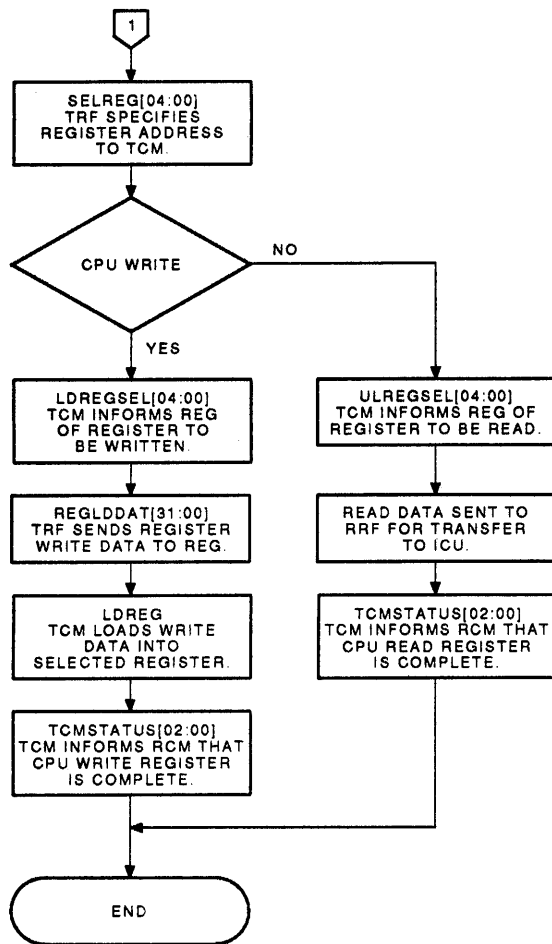 1
SELREG[04:00]
TRF SPECIFIES
REGISTER ADDRESS
TO TCM.
CPU WRITE
NO
YES
LDREGSEL[04:00]
TCM INFORMS REG
OF REGISTER TO
BE WRITTEN.
ULREGSEL[04:00]
TCM INFORMS REG OF
REGISTER TO BE READ.
REGLDDAT[31:00]
TRF SENDS REGISTER
WRITE DATA TO REG.
READ DATA SENT TO
RRF FOR TRANSFER
TO ICU.
LDREG
TCM LOADS WRITE
DATA INTO
SELECTED REGISTER.
TCMSTATUS[02:00]
TCM INFORMS RCM THAT
CPU READ REGISTER
IS COMPLETE.
TCMSTATUS[02:00]
TCM INFORMS RCM THAT
CPU WRITE REGISTER
IS COMPLETE.
END